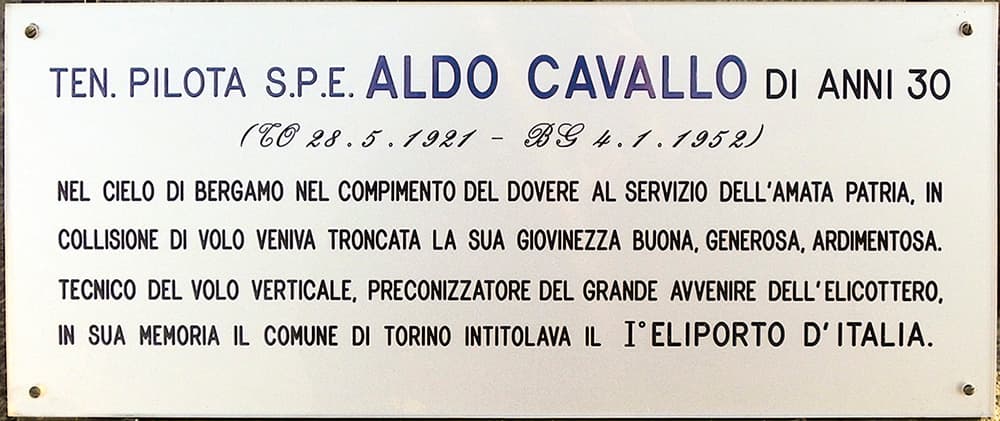 TEN. PILOTA S.P.E. ALDO CAVALLO DI ANNI 30
(TO 28.5.1921 - BG 4.1.1952)
NEL CIELO DI BERGAMO NEL COMPIMENTO DEL DOVERE AL SERVIZIO DELL'AMATA PATRIA, IN
COLLISIONE DI VOLO VENIVA TRONCATA LA SUA GIOVINEZZA BUONA, GENEROSA, ARDIMENTOSA.
TECNICO DEL VOLO VERTICALE, PRECONIZZATORE DEL GRANDE AVVENIRE DELL'ELICOTTERO,
IN SUA MEMORIA IL COMUNE DI TORINO INTITOLAVA IL I° ELIPORTO D'ITALIA.